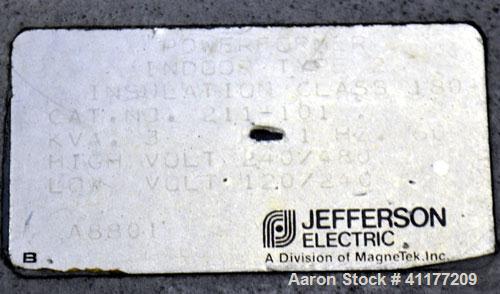 POWERFORMER
INDOOR TYPE 2
INSULATION CLASS 180
CAT.NO. 211-101
KVA. 3 1 HZ. 60
HIGH VOLT 240/480
LOW VOLT 120/240
JEFFERSON
ELECTRIC
A Division of MagneTek.Inc.
B
Aaron Stock # 41177209